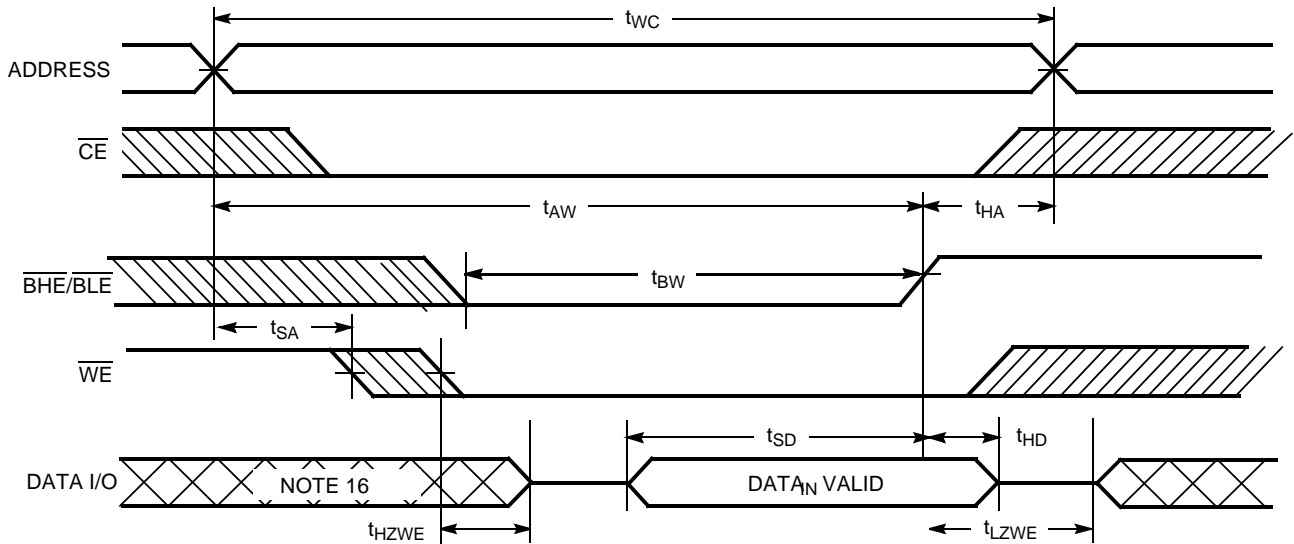 tWC
ADDRESS
CE
tAW
tHA
BHE/BLE
tBW
tSA
WE
tSD
tHD
DATA I/O
NOTE 16
DATAIN VALID
tHZWE
tLZWE